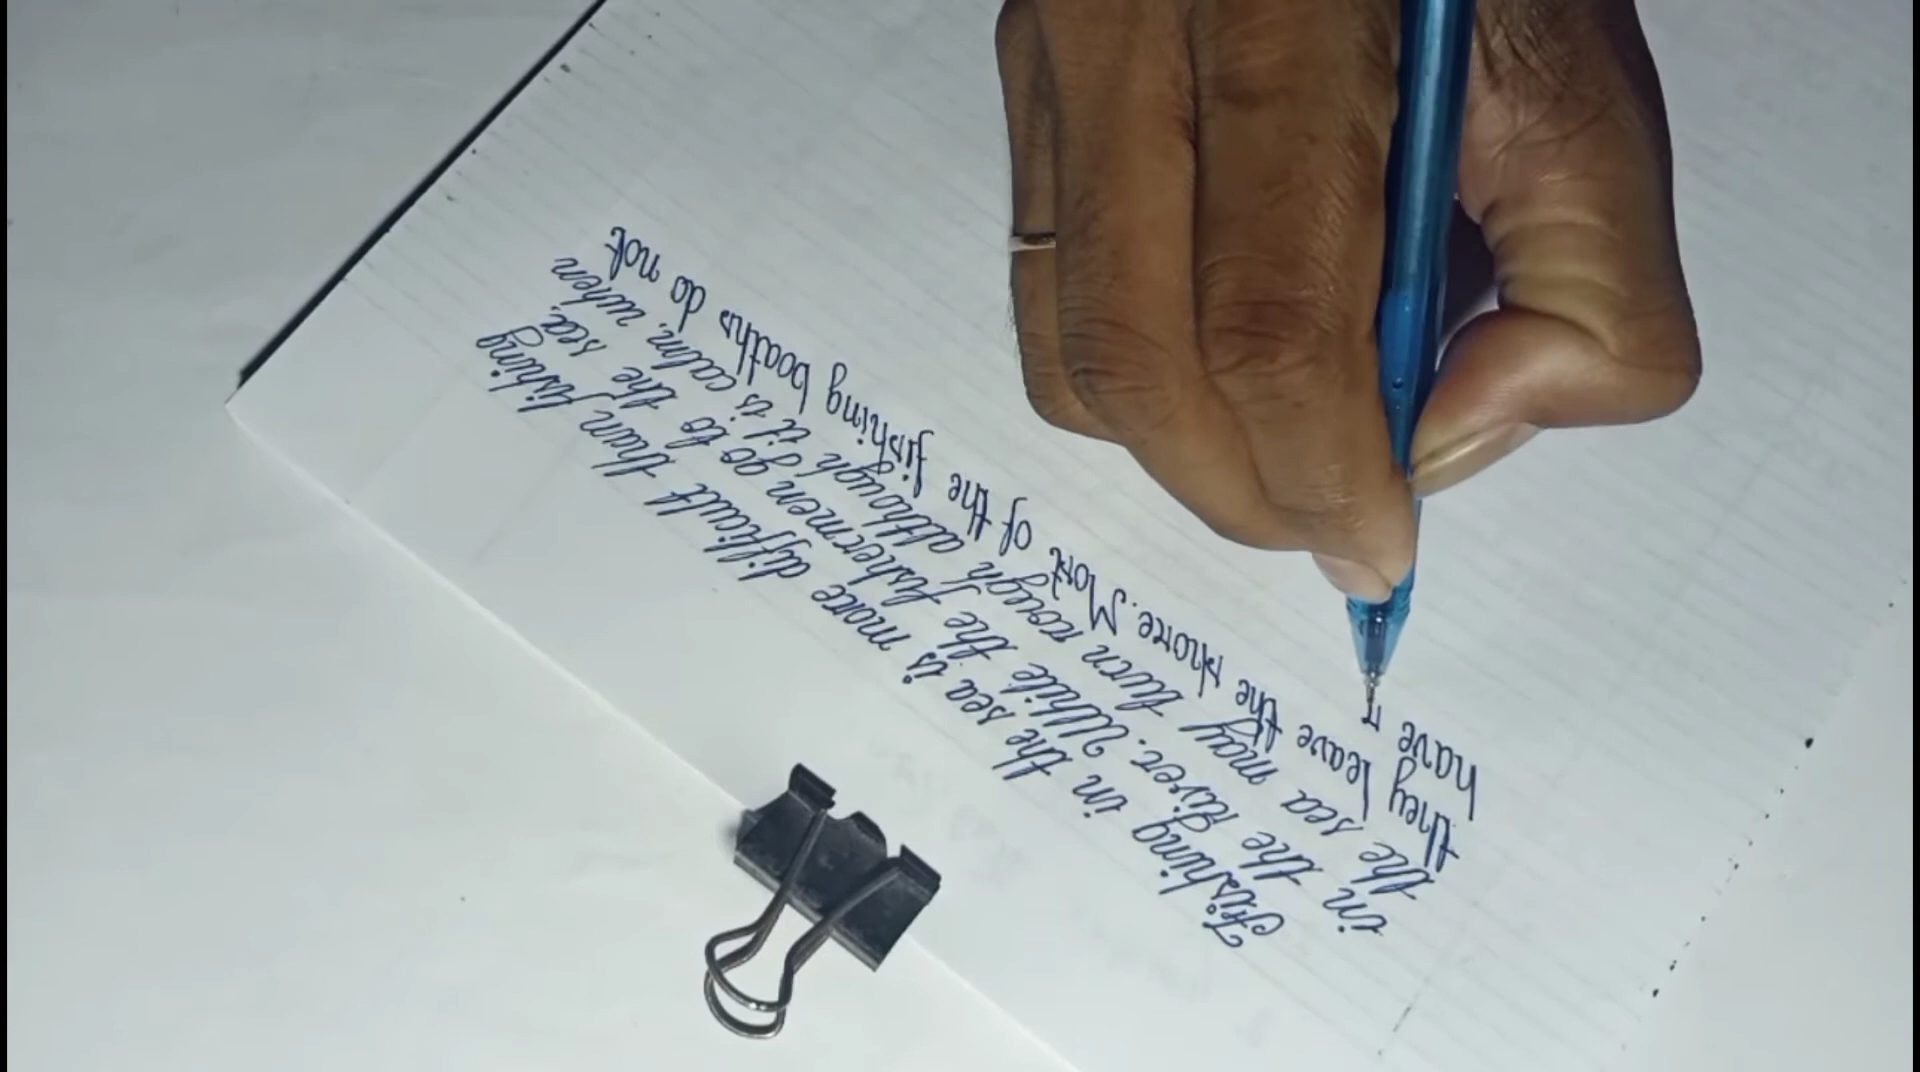 Fishing in the sea is more difficult than fishing
in the river. While the fishermen go to the sea,
the sea may turn rough although it is calm, when
they leave the shore. Most of the fishing boaths do not
have n